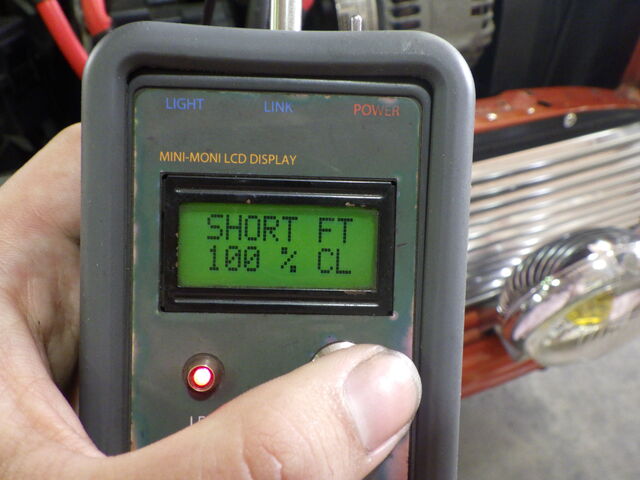 LIGHT LINK POWER
MINI-MONI LCD DISPLAY
SHORT FT
100 % CL